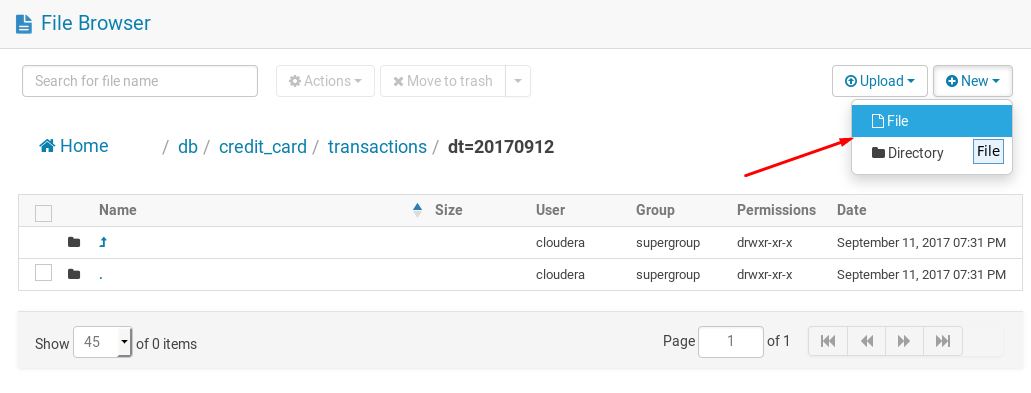 File Browser
Search for file name Actions Move to trash Upload New
File
Directory File
Home / db / credit_card / transactions / dt=20170912
Name Size User Group Permissions Date
cloudera supergroup drwxr-xr-x September 11, 2017 07:31 PM
. cloudera supergroup drwxr-xr-x September 11, 2017 07:31 PM
Show 45 of 0 items Page 1 of 1